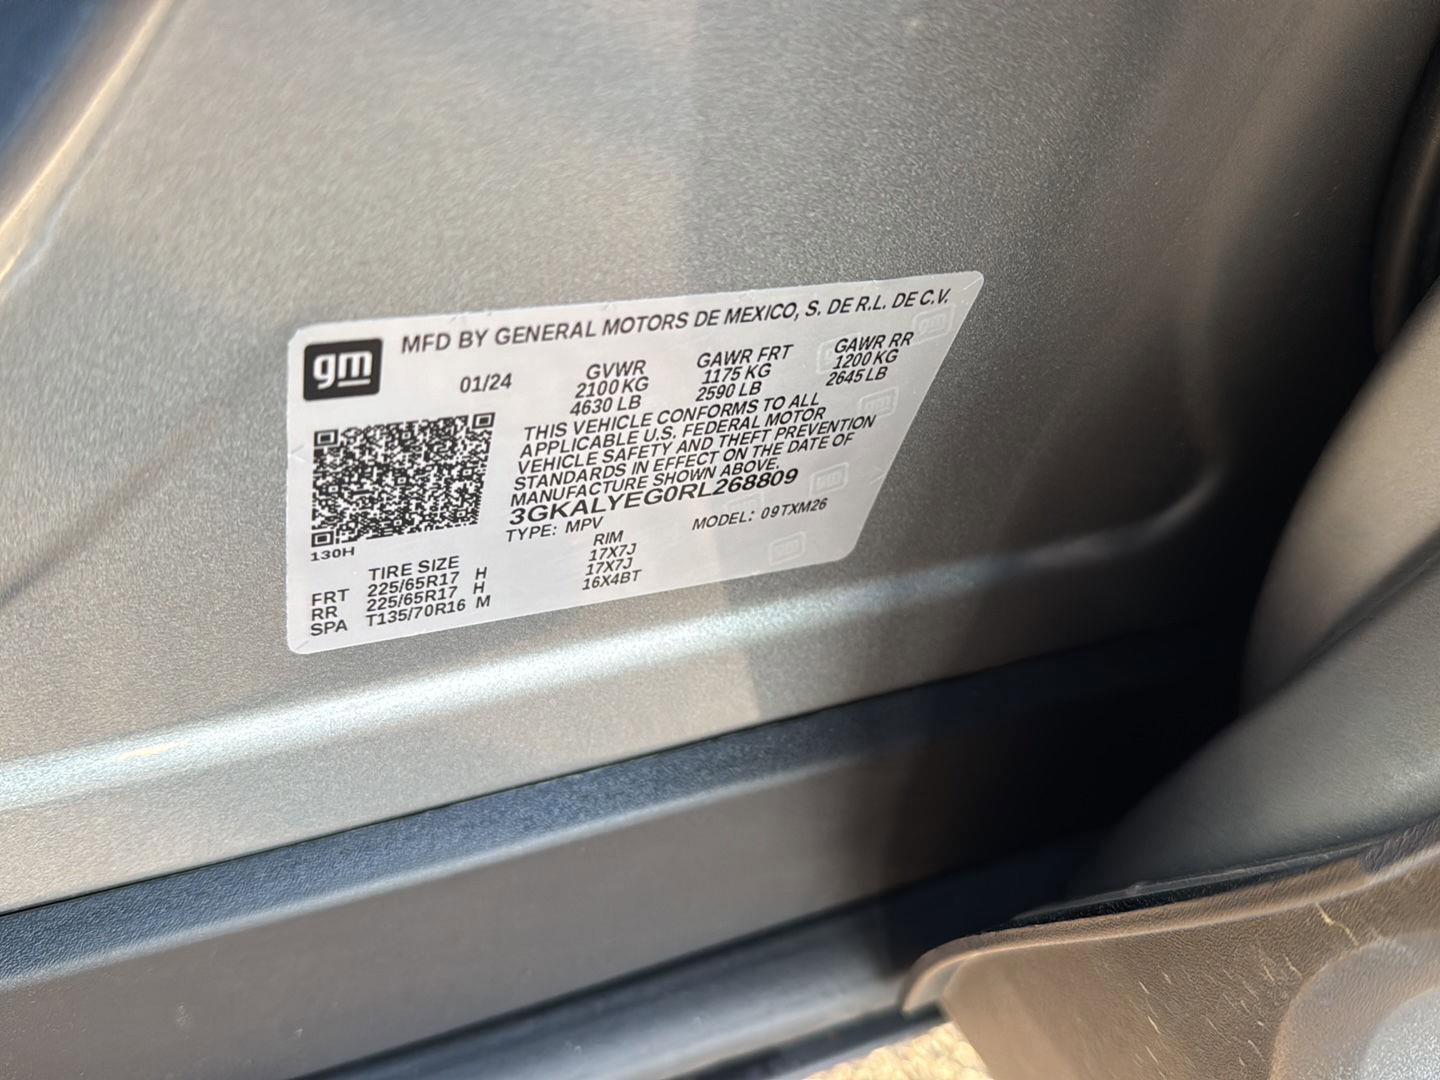 gm
MFD BY GENERAL MOTORS DE MEXICO, S. DE R.L. DE C.V.
01/24
GVWR
2100 KG
4630 LB
GAWR FRT
1175 KG
2590 LB
GAWR RR
1200 KG
2645 LB
THIS VEHICLE CONFORMS TO ALL
APPLICABLE U.S. FEDERAL MOTOR
VEHICLE SAFETY AND THEFT PREVENTION
STANDARDS IN EFFECT ON THE DATE OF
MANUFACTURE SHOWN ABOVE.
3GKALYEG0RL268809
TYPE: MPV MODEL: 09TXM26
130H
TIRE SIZE RIM
FRT 225/65R17 H 17X7J
RR 225/65R17 H 17X7J
SPA T135/70R16 M 16X4BT